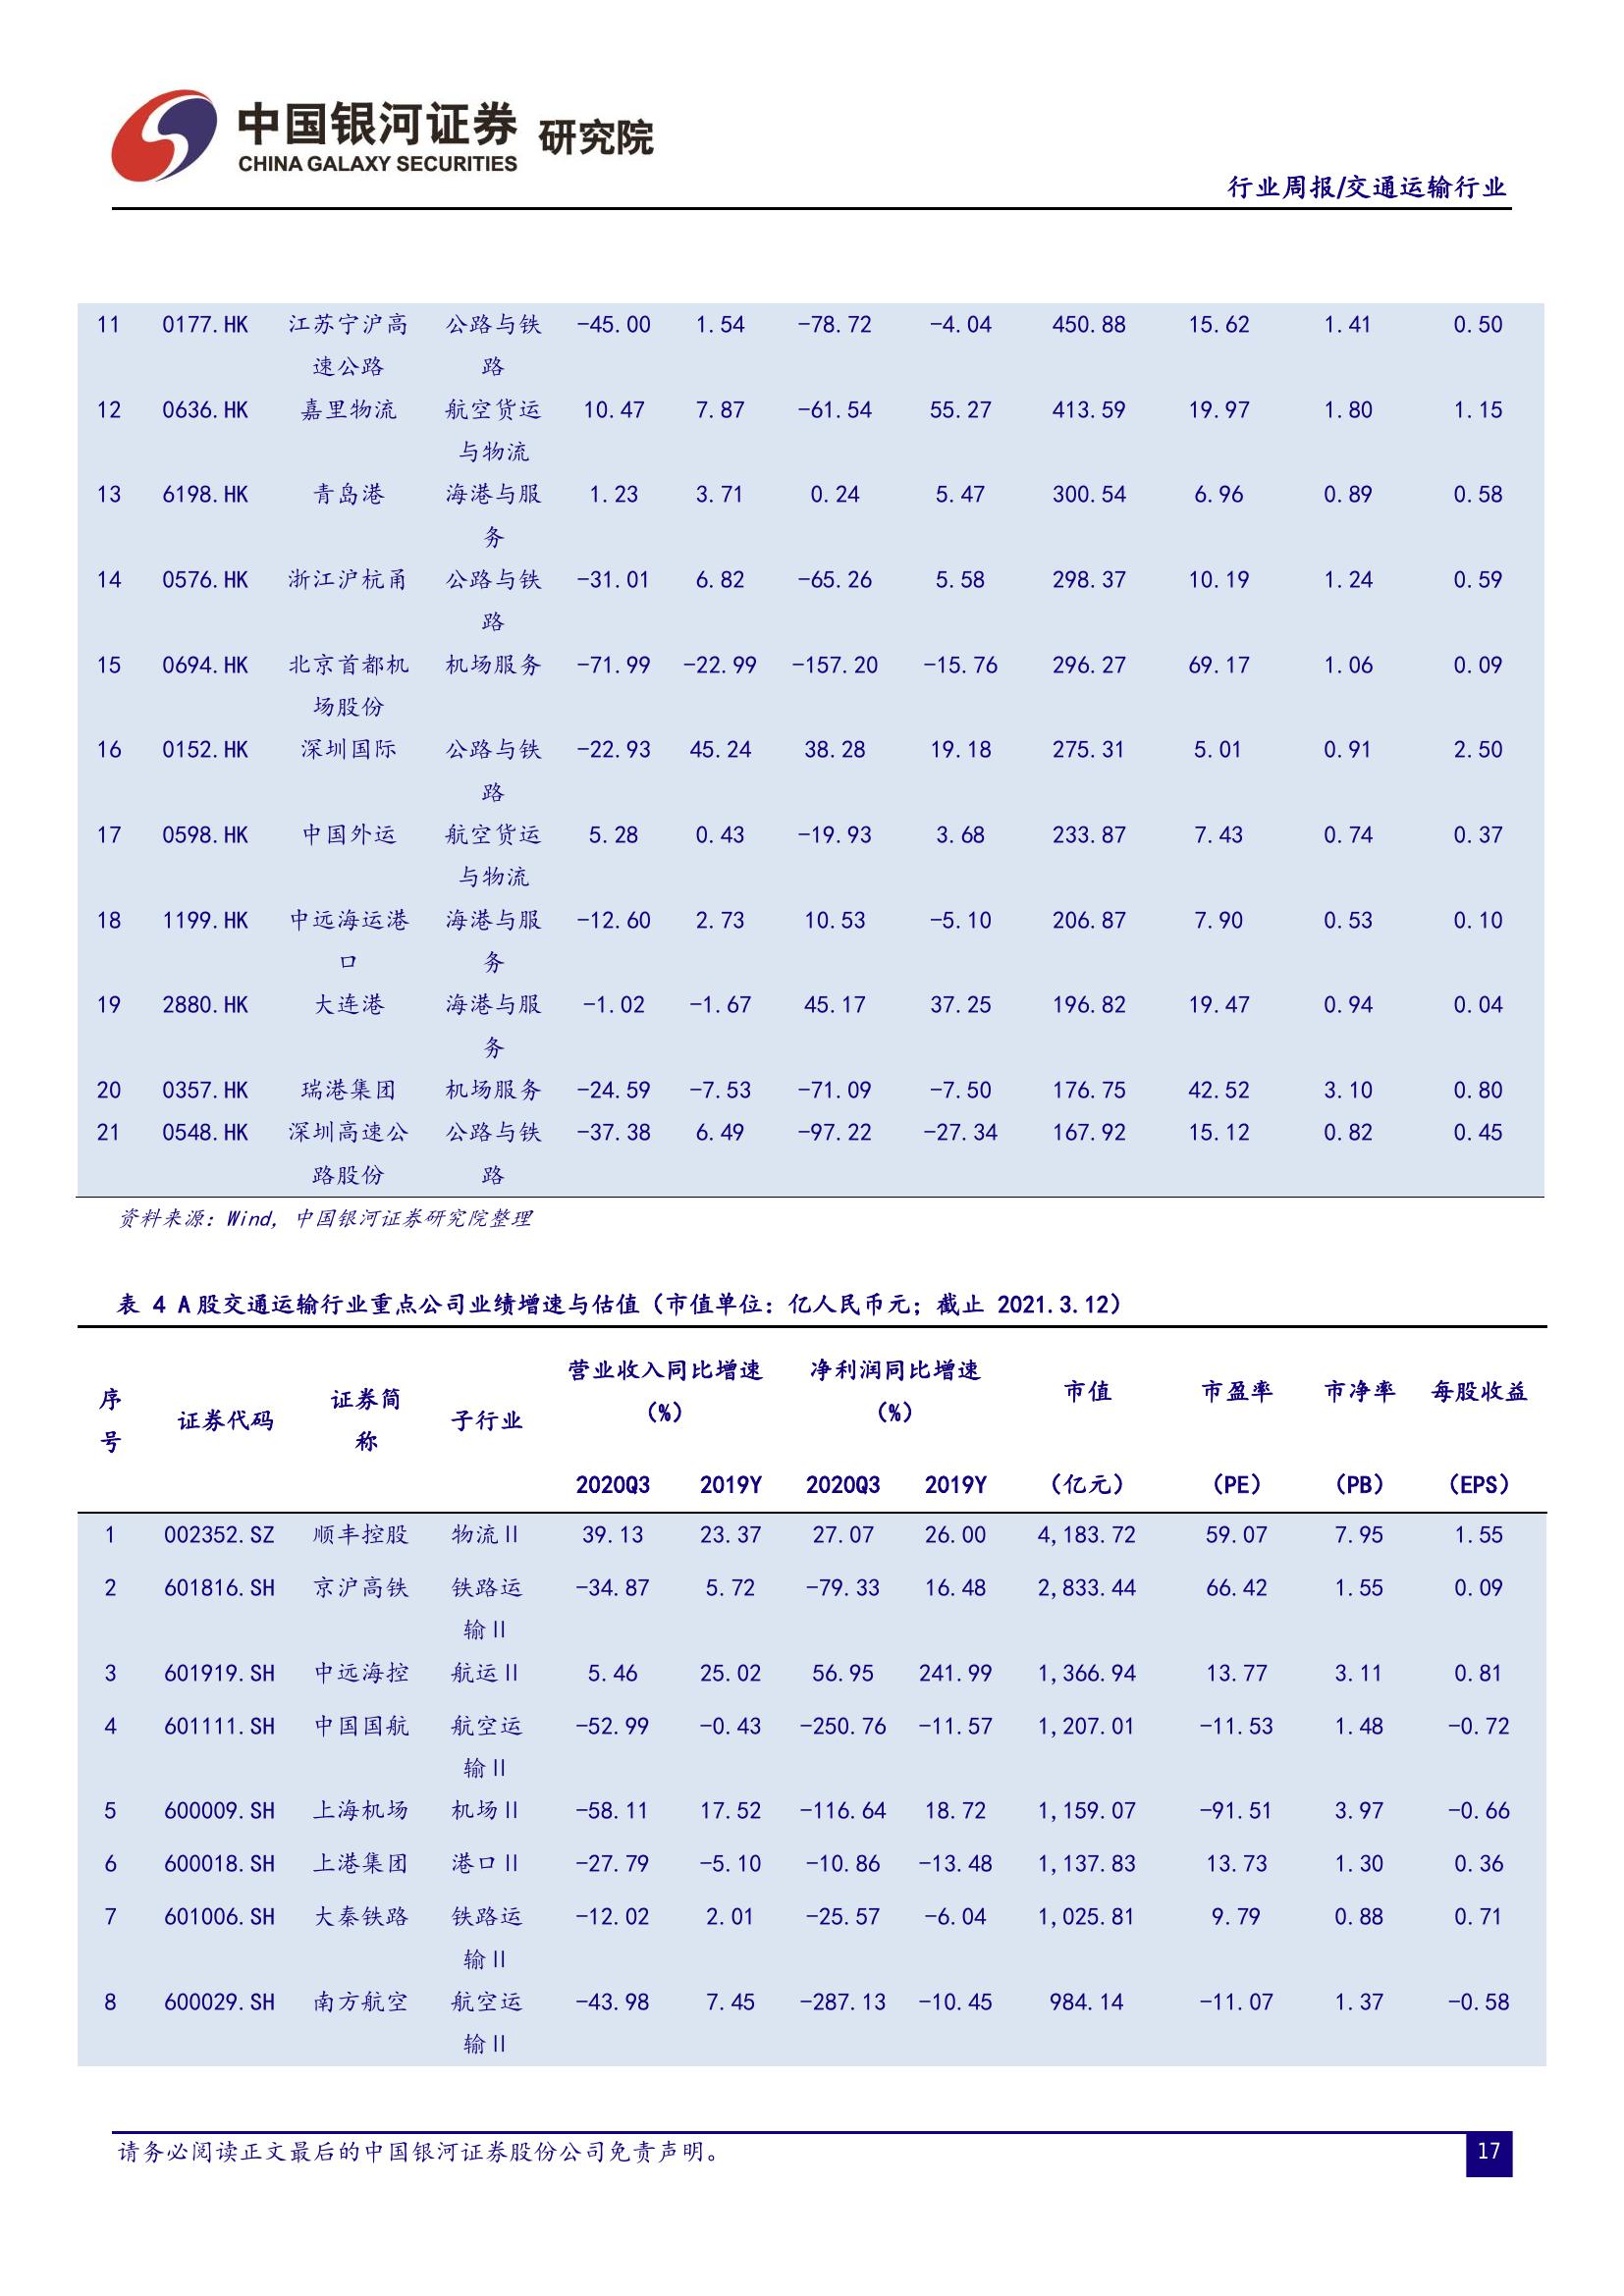 中国银河证券 研究院
CHINA GALAXY SECURITIES
行业周报/交通运输行业
11 0177.HK 江苏宁沪高 公路与铁 -45.00 1.54 -78.72 -4.04 450.88 15.62 1.41 0.50
速公路 路
12 0636.HK 嘉里物流 航空货运 10.47 7.87 -61.54 55.27 413.59 19.97 1.80 1.15
与物流
13 6198.HK 青岛港 海港与服 1.23 3.71 0.24 5.47 300.54 6.96 0.89 0.58
务
14 0576.HK 浙江沪杭甬 公路与铁 -31.01 6.82 -65.26 5.58 298.37 10.19 1.24 0.59
路
15 0694.HK 北京首都机 机场服务 -71.99 -22.99 -157.20 -15.76 296.27 69.17 1.06 0.09
场股份
16 0152.HK 深圳国际 公路与铁 -22.93 45.24 38.28 19.18 275.31 5.01 0.91 2.50
路
17 0598.HK 中国外运 航空货运 5.28 0.43 -19.93 3.68 233.87 7.43 0.74 0.37
与物流
18 1199.HK 中远海运港 海港与服 -12.60 2.73 10.53 -5.10 206.87 7.90 0.53 0.10
口 务
19 2880.HK 大连港 海港与服 -1.02 -1.67 45.17 37.25 196.82 19.47 0.94 0.04
务
20 0357.HK 瑞港集团 机场服务 -24.59 -7.53 -71.09 -7.50 176.75 42.52 3.10 0.80
21 0548.HK 深圳高速公 公路与铁 -37.38 6.49 -97.22 -27.34 167.92 15.12 0.82 0.45
路股份 路
资料来源：Wind，中国银河证券研究院整理
表 4 A股交通运输行业重点公司业绩增速与估值（市值单位：亿人民币元；截止 2021.3.12）
营业收入同比增速 净利润同比增速
序 证券简 市值 市盈率 市净率 每股收益
证券代码 子行业 （%） （%）
号 称
2020Q3 2019Y 2020Q3 2019Y （亿元） （PE） （PB） （EPS）
1 002352.SZ 顺丰控股 物流Ⅱ 39.13 23.37 27.07 26.00 4,183.72 59.07 7.95 1.55
2 601816.SH 京沪高铁 铁路运 -34.87 5.72 -79.33 16.48 2,833.44 66.42 1.55 0.09
输Ⅱ
3 601919.SH 中远海控 航运Ⅱ 5.46 25.02 56.95 241.99 1,366.94 13.77 3.11 0.81
4 601111.SH 中国国航 航空运 -52.99 -0.43 -250.76 -11.57 1,207.01 -11.53 1.48 -0.72
输Ⅱ
5 600009.SH 上海机场 机场Ⅱ -58.11 17.52 -116.64 18.72 1,159.07 -91.51 3.97 -0.66
6 600018.SH 上港集团 港口Ⅱ -27.79 -5.10 -10.86 -13.48 1,137.83 13.73 1.30 0.36
7 601006.SH 大秦铁路 铁路运 -12.02 2.01 -25.57 -6.04 1,025.81 9.79 0.88 0.71
输Ⅱ
8 600029.SH 南方航空 航空运 -43.98 7.45 -287.13 -10.45 984.14 -11.07 1.37 -0.58
输Ⅱ
请务必阅读正文最后的中国银河证券股份公司免责声明。
17